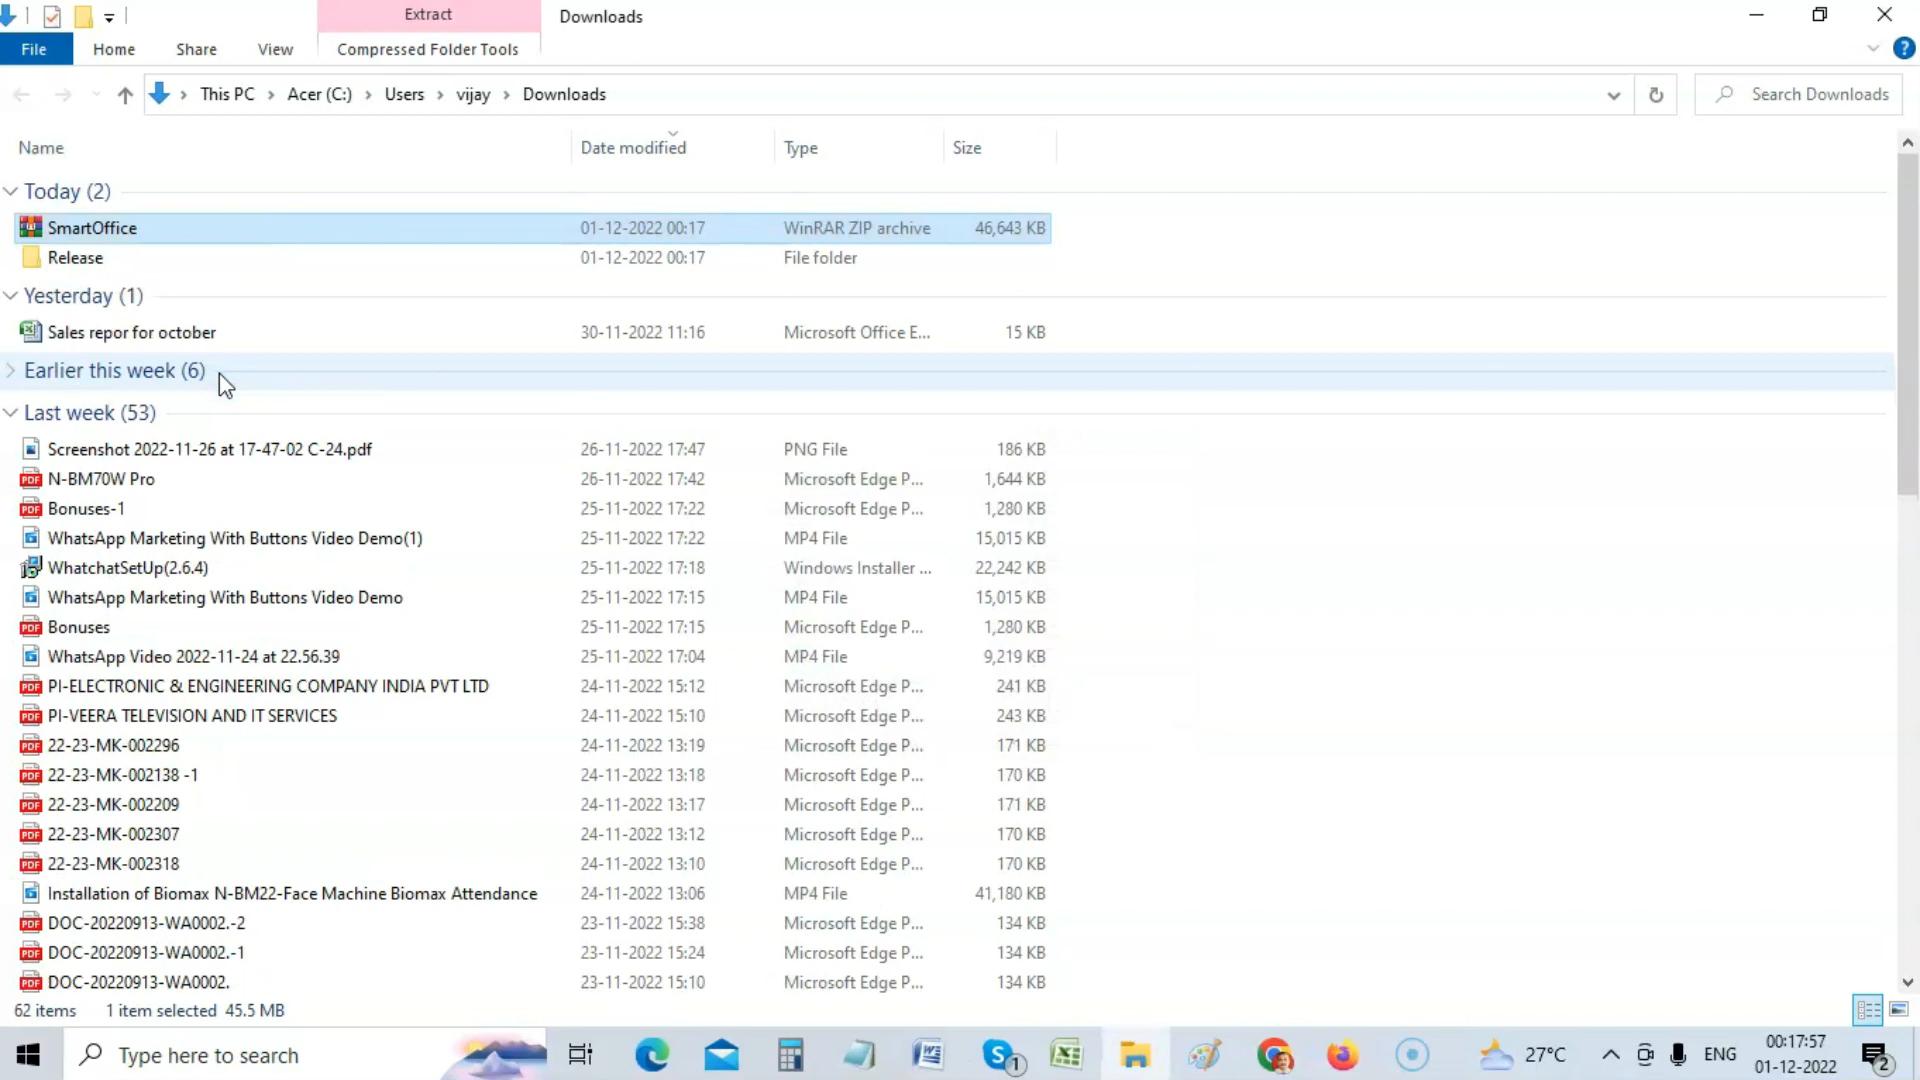 Extract
Downloads
File
Home
Share
View
Compressed Folder Tools
This PC > Acer (C:) > Users > vijay > Downloads
Search Downloads
Name
Date modified
Type
Size
Today (2)
SmartOffice 01-12-2022 00:17 WinRAR ZIP archive 46,643 KB
Release 01-12-2022 00:17 File folder
Yesterday (1)
Sales repor for october 30-11-2022 11:16 Microsoft Office E... 15 KB
Earlier this week (6)
Last week (53)
Screenshot 2022-11-26 at 17-47-02 C-24.pdf 26-11-2022 17:47 PNG File 186 KB
N-BM70W Pro 26-11-2022 17:42 Microsoft Edge P... 1,644 KB
Bonuses-1 25-11-2022 17:22 Microsoft Edge P... 1,280 KB
WhatsApp Marketing With Buttons Video Demo(1) 25-11-2022 17:22 MP4 File 15,015 KB
WhatchatSetUp(2.6.4) 25-11-2022 17:18 Windows Installer ... 22,242 KB
WhatsApp Marketing With Buttons Video Demo 25-11-2022 17:15 MP4 File 15,015 KB
Bonuses 25-11-2022 17:15 Microsoft Edge P... 1,280 KB
WhatsApp Video 2022-11-24 at 22.56.39 25-11-2022 17:04 MP4 File 9,219 KB
PI-ELECTRONIC & ENGINEERING COMPANY INDIA PVT LTD 24-11-2022 15:12 Microsoft Edge P... 241 KB
PI-VEERA TELEVISION AND IT SERVICES 24-11-2022 15:10 Microsoft Edge P... 243 KB
22-23-MK-002296 24-11-2022 13:19 Microsoft Edge P... 171 KB
22-23-MK-002138 -1 24-11-2022 13:18 Microsoft Edge P... 170 KB
22-23-MK-002209 24-11-2022 13:17 Microsoft Edge P... 171 KB
22-23-MK-002307 24-11-2022 13:12 Microsoft Edge P... 170 KB
22-23-MK-002318 24-11-2022 13:10 Microsoft Edge P... 170 KB
Installation of Biomax N-BM22-Face Machine Biomax Attendance 24-11-2022 13:06 MP4 File 41,180 KB
DOC-20220913-WA0002.-2 23-11-2022 15:38 Microsoft Edge P... 134 KB
DOC-20220913-WA0002.-1 23-11-2022 15:24 Microsoft Edge P... 134 KB
DOC-20220913-WA0002. 23-11-2022 15:10 Microsoft Edge P... 134 KB
62 items 1 item selected 45.5 MB
Type here to search
1
27°C
ENG
00:17:57
01-12-2022
2